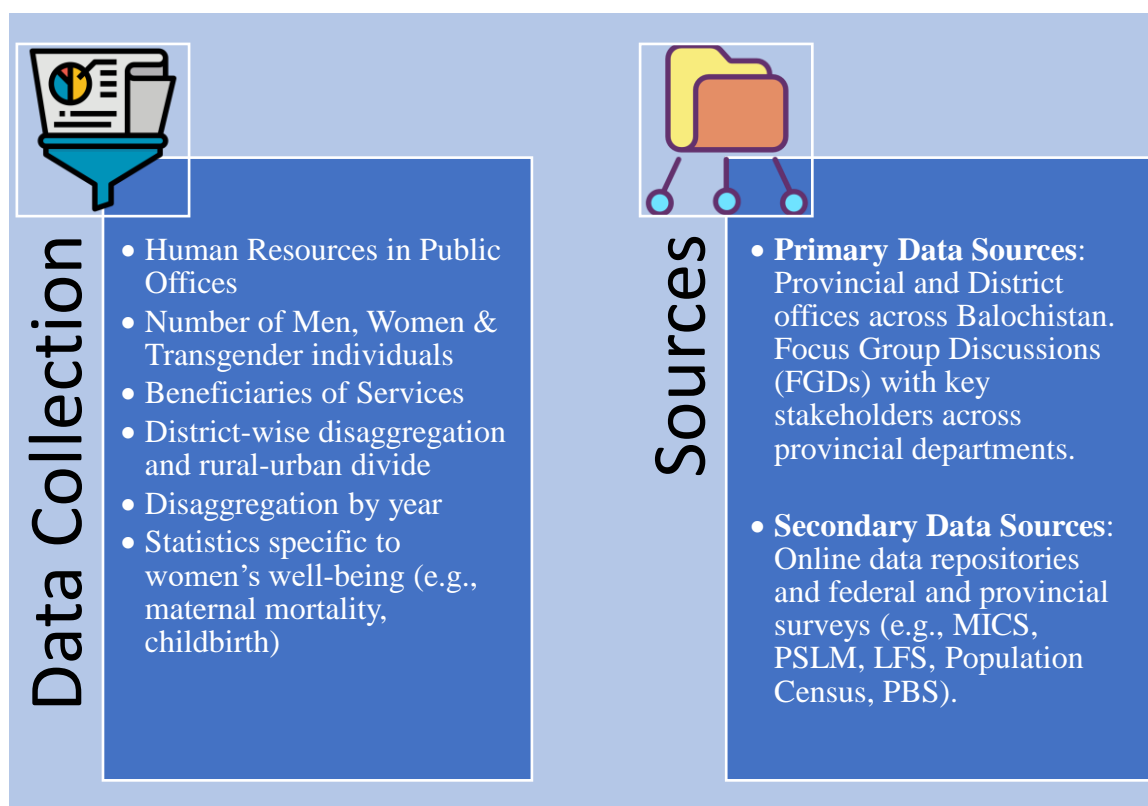 Data Collection
• Human Resources in Public
Offices
• Number of Men, Women &
Transgender individuals
• Beneficiaries of Services
• District-wise disaggregation
and rural-urban divide
• Disaggregation by year
• Statistics specific to
women’s well-being (e.g.,
maternal mortality,
childbirth)
Sources
• Primary Data Sources:
Provincial and District
offices across Balochistan.
Focus Group Discussions
(FGDs) with key
stakeholders across
provincial departments.
• Secondary Data Sources:
Online data repositories
and federal and provincial
surveys (e.g., MICS,
PSLM, LFS, Population
Census, PBS).